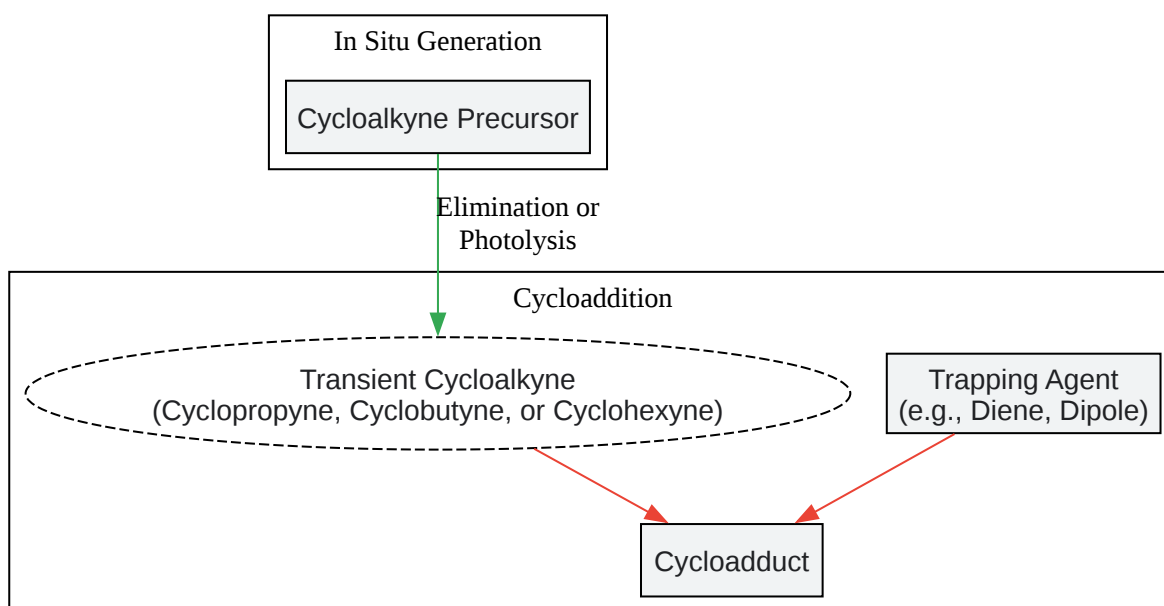 In Situ Generation
Cycloalkyne Precursor
Elimination or
Photolysis
Cycloaddition
Transient Cycloalkyne
(Cyclopropyne, Cyclobutyne, or Cyclohexyne)
Trapping Agent
(e.g., Diene, Dipole)
Cycloadduct